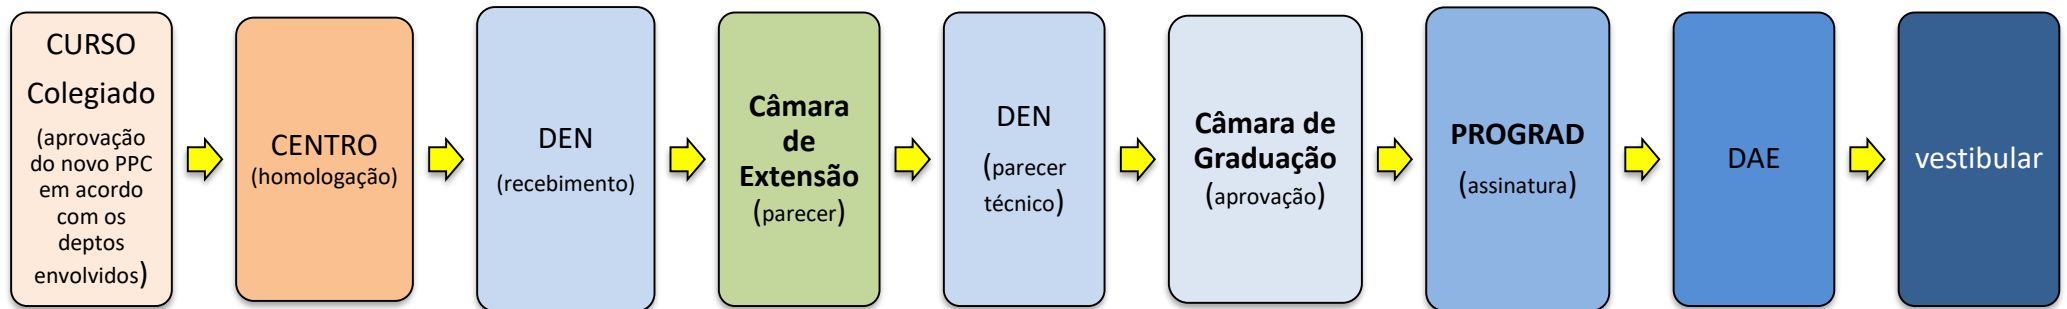 CURSO
Colegiado
(aprovação
do novo PPC
em acordo
com os
deptos
envolvidos)
CENTRO
(homologação)
DEN
(recebimento)
Câmara
de
Extensão
(parecer)
DEN
(parecer
técnico)
Câmara de
Graduação
(aprovação)
PROGRAD
(assinatura)
DAE
vestibular